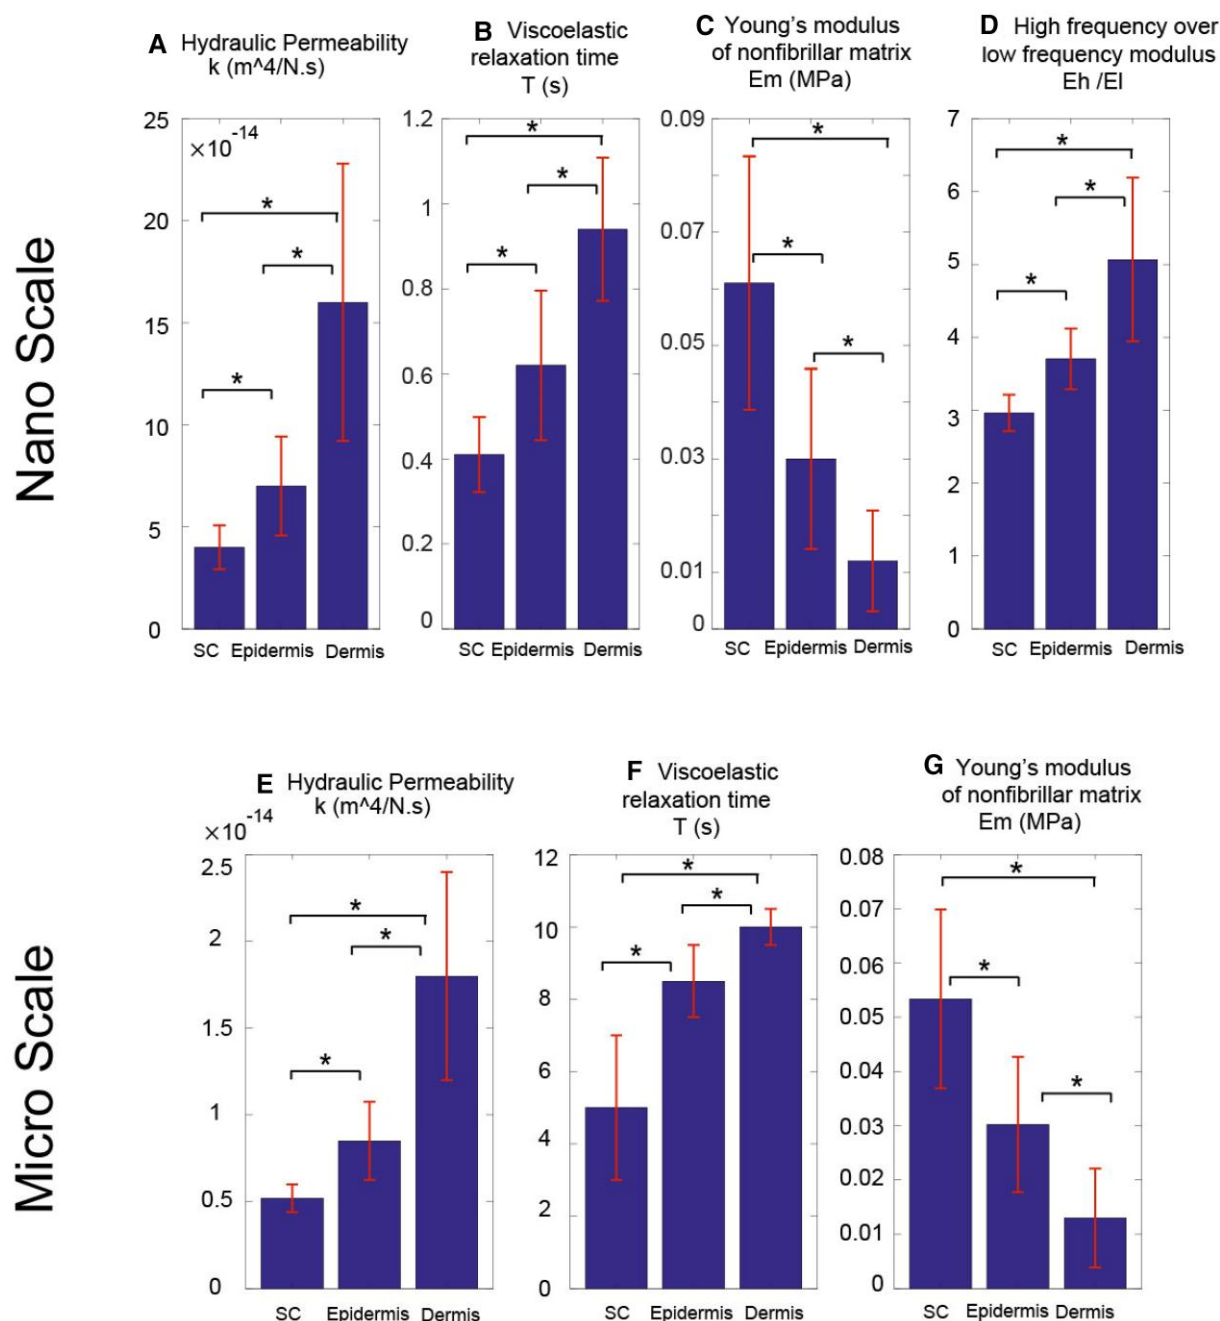 Nano Scale
A Hydraulic Permeability
k (m^4/N.s)
×10-14
25
20
15
10
5
0
*
*
*
SC Epidermis Dermis
B Viscoelastic
relaxation time
T (s)
1.2
1
0.8
0.6
0.4
0.2
0
*
*
*
SC Epidermis Dermis
C Young's modulus
of nonfibrillar matrix
Em (MPa)
0.09
0.07
0.05
0.03
0.01
0
*
*
*
SC Epidermis Dermis
D High frequency over
low frequency modulus
Eh /El
7
6
5
4
3
2
1
0
*
*
*
SC Epidermis Dermis
Micro Scale
E Hydraulic Permeability
k (m^4/N.s)
×10-14
2.5
2
1.5
1
0.5
0
*
*
*
SC Epidermis Dermis
F Viscoelastic
relaxation time
T (s)
12
10
8
6
4
2
0
*
*
*
SC Epidermis Dermis
G Young's modulus
of nonfibrillar matrix
Em (MPa)
0.08
0.07
0.06
0.05
0.04
0.03
0.02
0.01
0
*
*
*
SC Epidermis Dermis